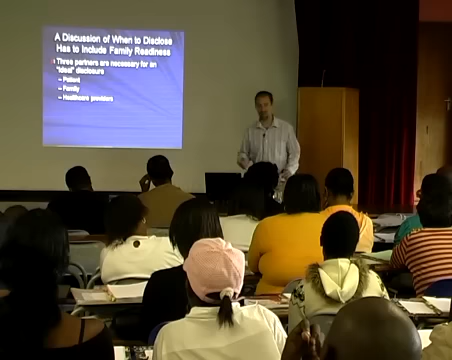 A Discussion of When to Disclose
Has to Include Family Readiness
Three partners are necessary for an
"ideal" disclosure
– Patient
– Family
– Healthcare providers